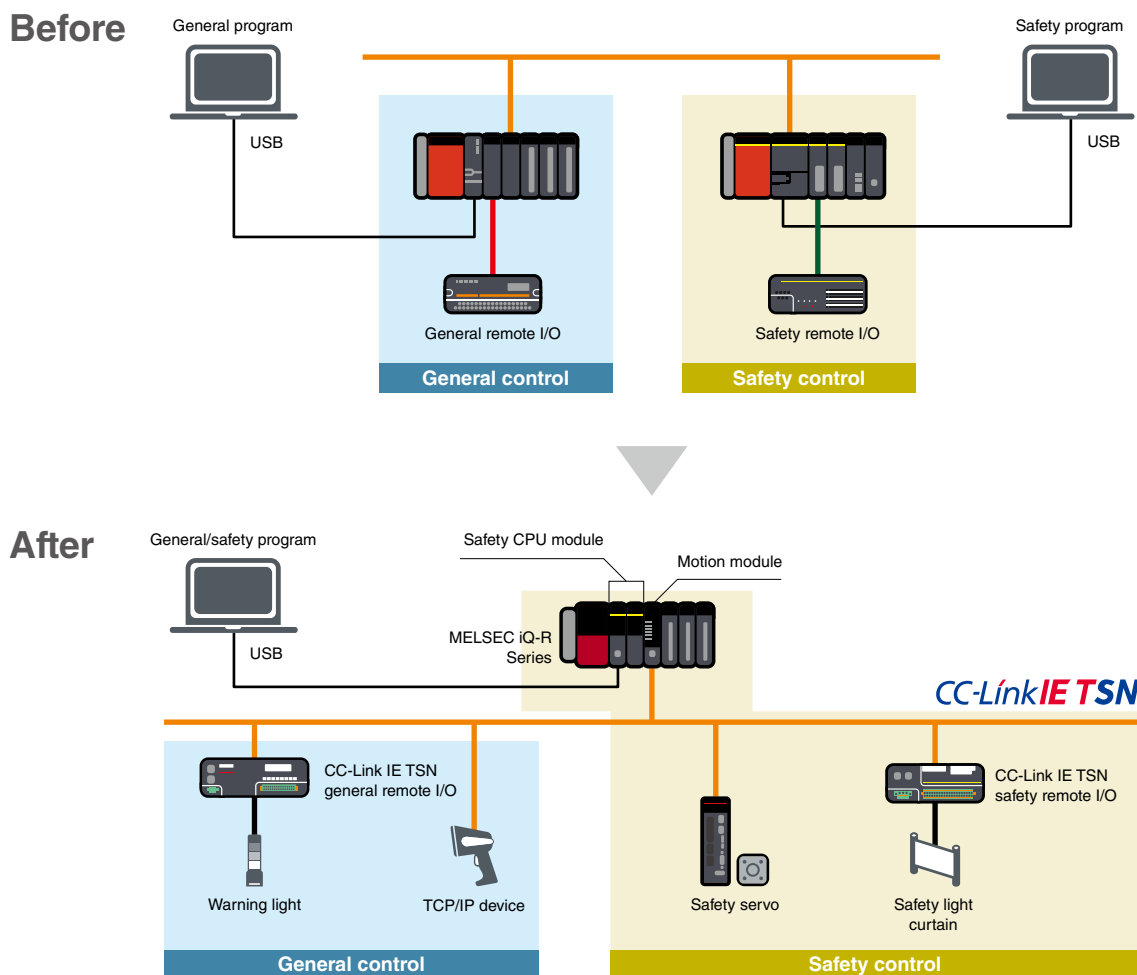 Before
General program
Safety program
USB
USB
General remote I/O
Safety remote I/O
General control
Safety control
After
General/safety program
Safety CPU module
Motion module
MELSEC iQ-R
Series
USB
CC-Link IE TSN
CC-Link IE TSN
general remote I/O
CC-Link IE TSN
safety remote I/O
Warning light
TCP/IP device
Safety servo
Safety light
curtain
General control
Safety control